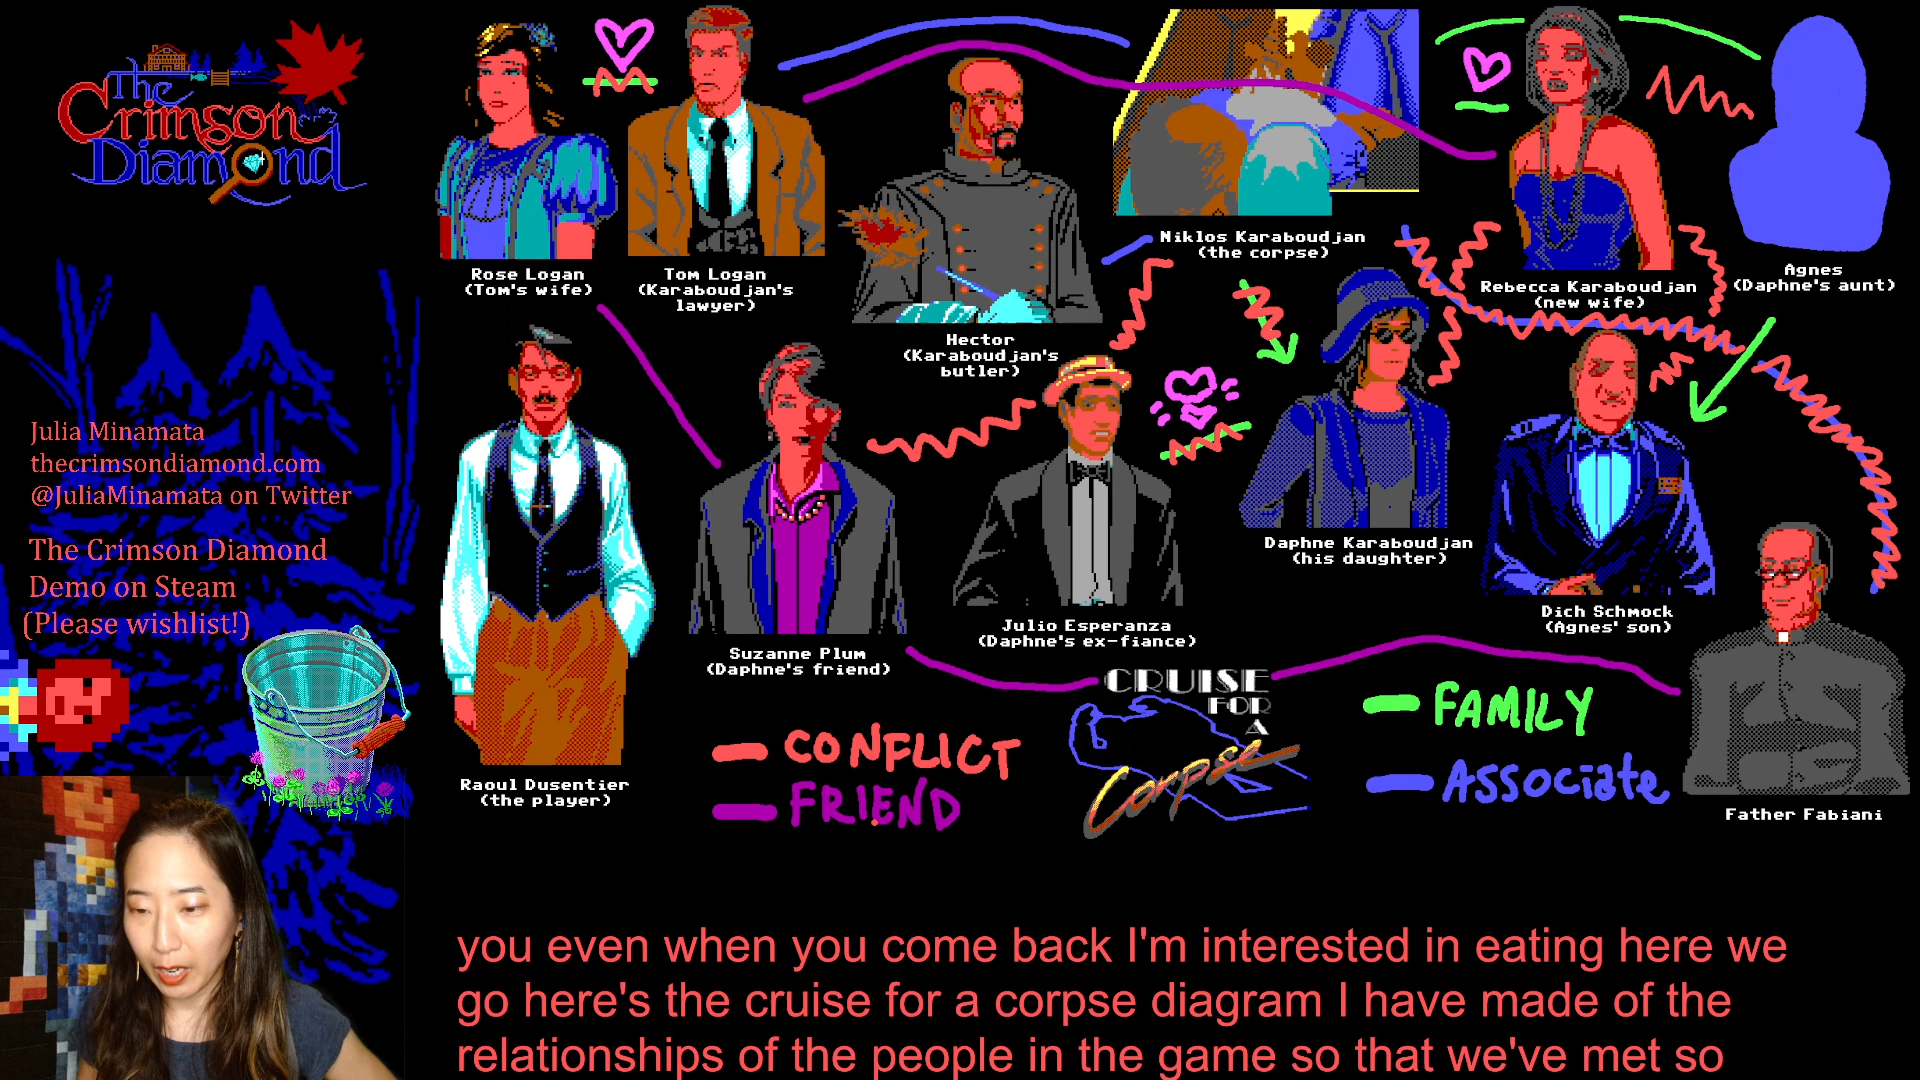 The
Crimson
Diamond
Julia Minamata
thecrimsondiamond.com
@JuliaMinamata on Twitter
The Crimson Diamond
Demo on Steam
(Please wishlist!)
Rose Logan
(Tom's wife)
Tom Logan
(Karaboudjan's
lawyer)
Hector
(Karaboudjan's
butler)
Niklos Karaboudjan
(the corpse)
Rebecca Karaboudjan
(new wife)
Agnes
(Daphne's aunt)
Raoul Dusentier
(the player)
Suzanne Plum
(Daphne's friend)
Julio Esperanza
(Daphne's ex-fiance)
Daphne Karaboudjan
(his daughter)
Dich Schmock
(Agnes' son)
Father Fabiani
CONFLICT
FRIEND
CRUISE
FOR
A
Corpse
FAMILY
ASSOCIATE
you even when you come back I'm interested in eating here we
go here's the cruise for a corpse diagram I have made of the
relationships of the people in the game so that we've met so